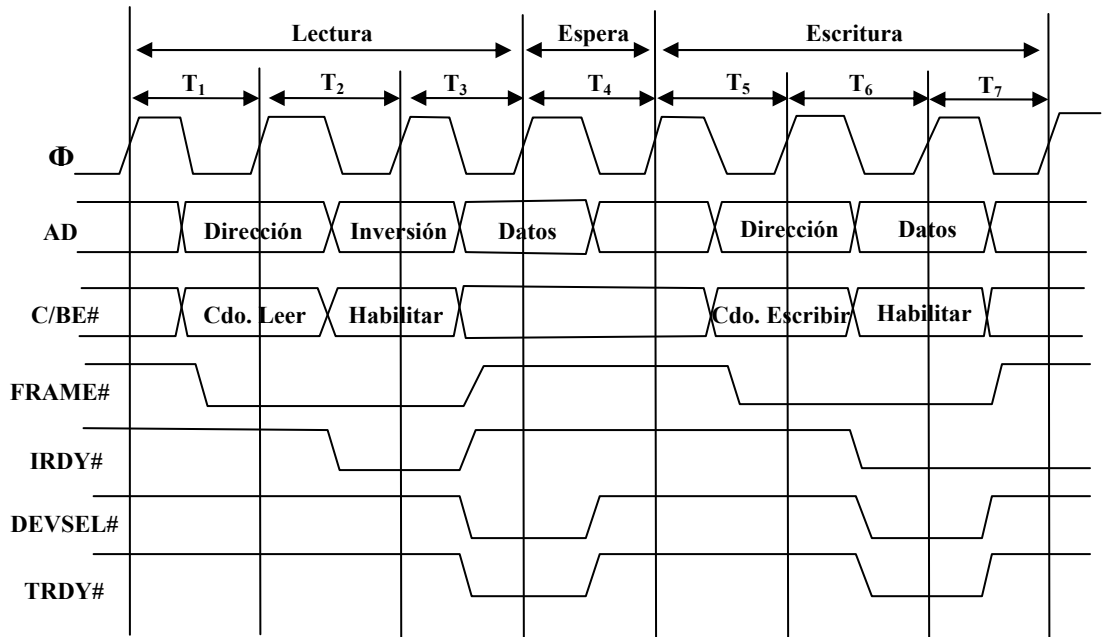 Lectura Espera Escritura
T1 T2 T3 T4 T5 T6 T7
Φ
AD Dirección Inversión Datos Dirección Datos
C/BE# Cdo. Leer Habilitar Cdo. Escribir Habilitar
FRAME#
IRDY#
DEVSEL#
TRDY#